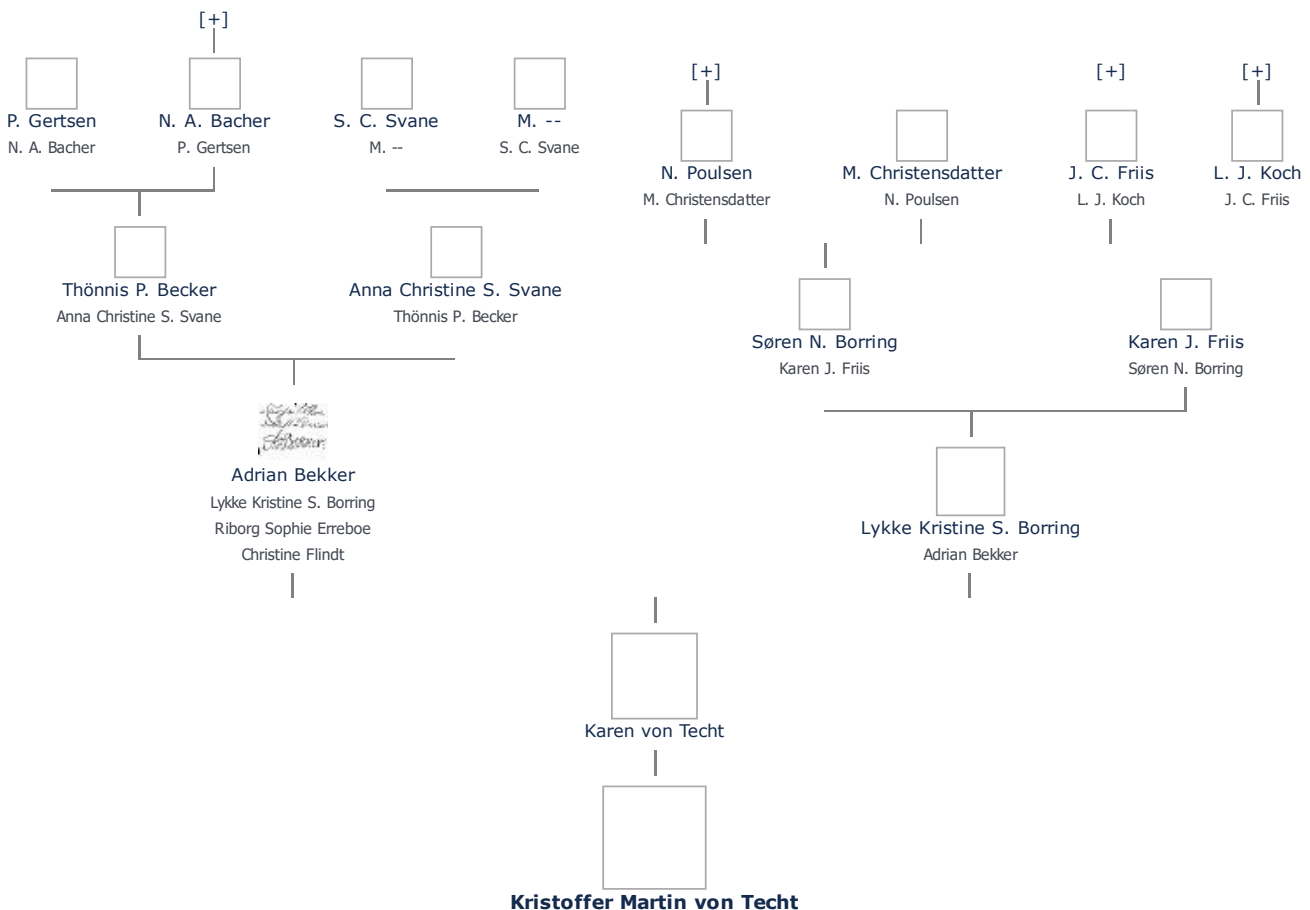 [+]
P. Gertsen
N. A. Bacher
N. A. Bacher
P. Gertsen
S. C. Svane
M. --
M. --
S. C. Svane
[+]
N. Poulsen
M. Christensdatter
M. Christensdatter
N. Poulsen
[+]
J. C. Friis
L. J. Koch
[+]
L. J. Koch
J. C. Friis
Thönnis P. Becker
Anna Christine S. Svane
Anna Christine S. Svane
Thönnis P. Becker
Søren N. Borring
Karen J. Friis
Karen J. Friis
Søren N. Borring
Adrian Bekker
Lykke Kristine S. Borring
Riborg Sophie Erreboe
Christine Flindt
Lykke Kristine S. Borring
Adrian Bekker
Karen von Techt
Kristoffer Martin von Techt